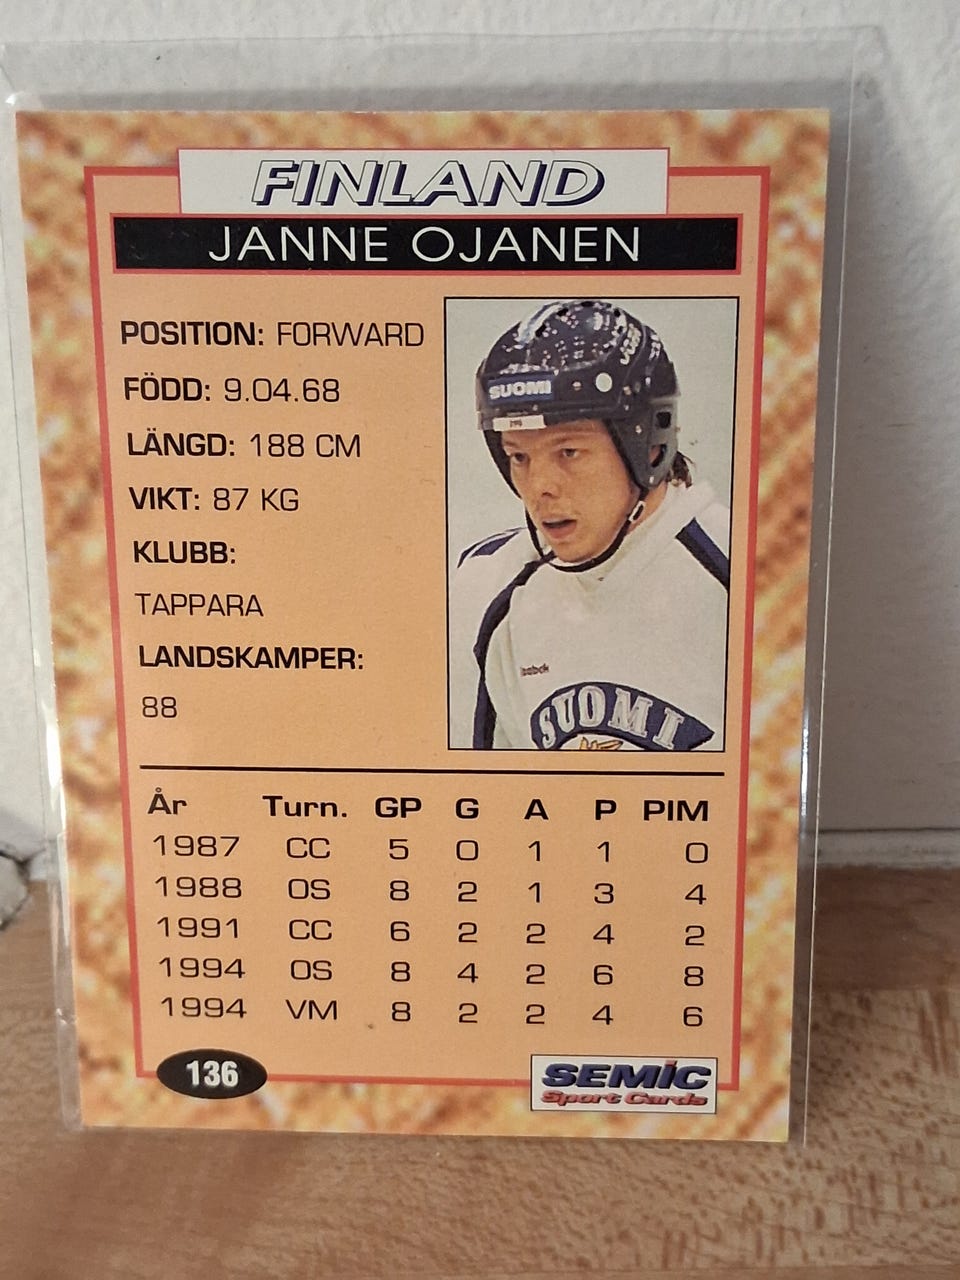 FINLAND
JANNE OJANEN
POSITION: FORWARD
FÖDD: 9.04.68
LÄNGD: 188 CM
VIKT: 87 KG
KLUBB:
TAPPARA
LANDSKAMPER:
88
SUOMI
Reebok
SUOMI
År Turn. GP G A P PIM
1987 CC 5 0 1 1 0
1988 OS 8 2 1 3 4
1991 CC 6 2 2 4 2
1994 OS 8 4 2 6 8
1994 VM 8 2 2 4 6
136
SEMIC
Sport Cards